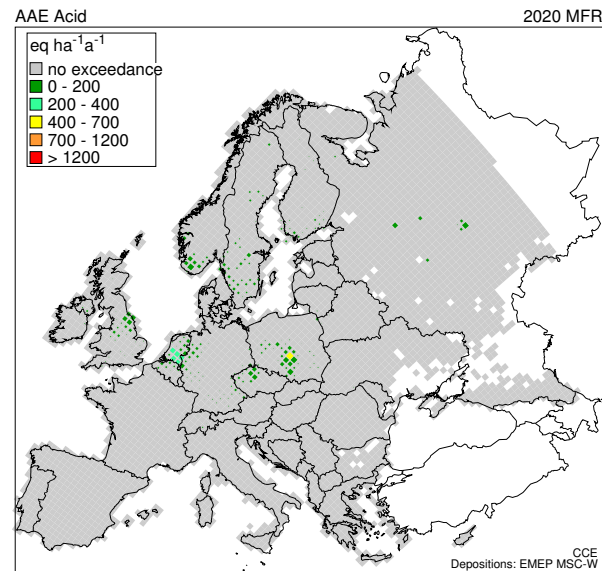 AAE Acid
2020 MFR
eq ha⁻¹a⁻¹
no exceedance
0 - 200
200 - 400
400 - 700
700 - 1200
> 1200
CCE
Depositions: EMEP MSC-W